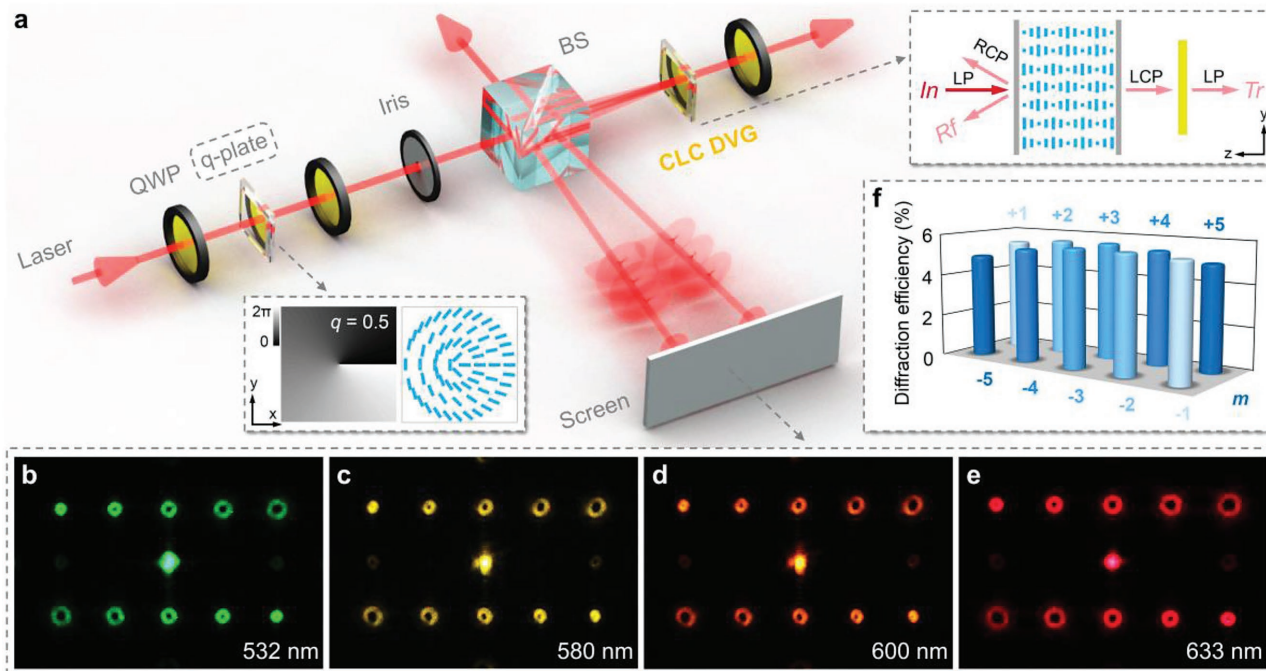 a
Laser
QWP
q-plate
Iris
BS
CLC DVG
Screen
2π
0
q = 0.5
y
x
In
LP
RCP
Rf
LCP
LP
Tr
y
z
f
Diffraction efficiency (%)
6
4
2
0
+1 +2 +3 +4 +5
-5 -4 -3 -2 -1 m
b
532 nm
c
580 nm
d
600 nm
e
633 nm